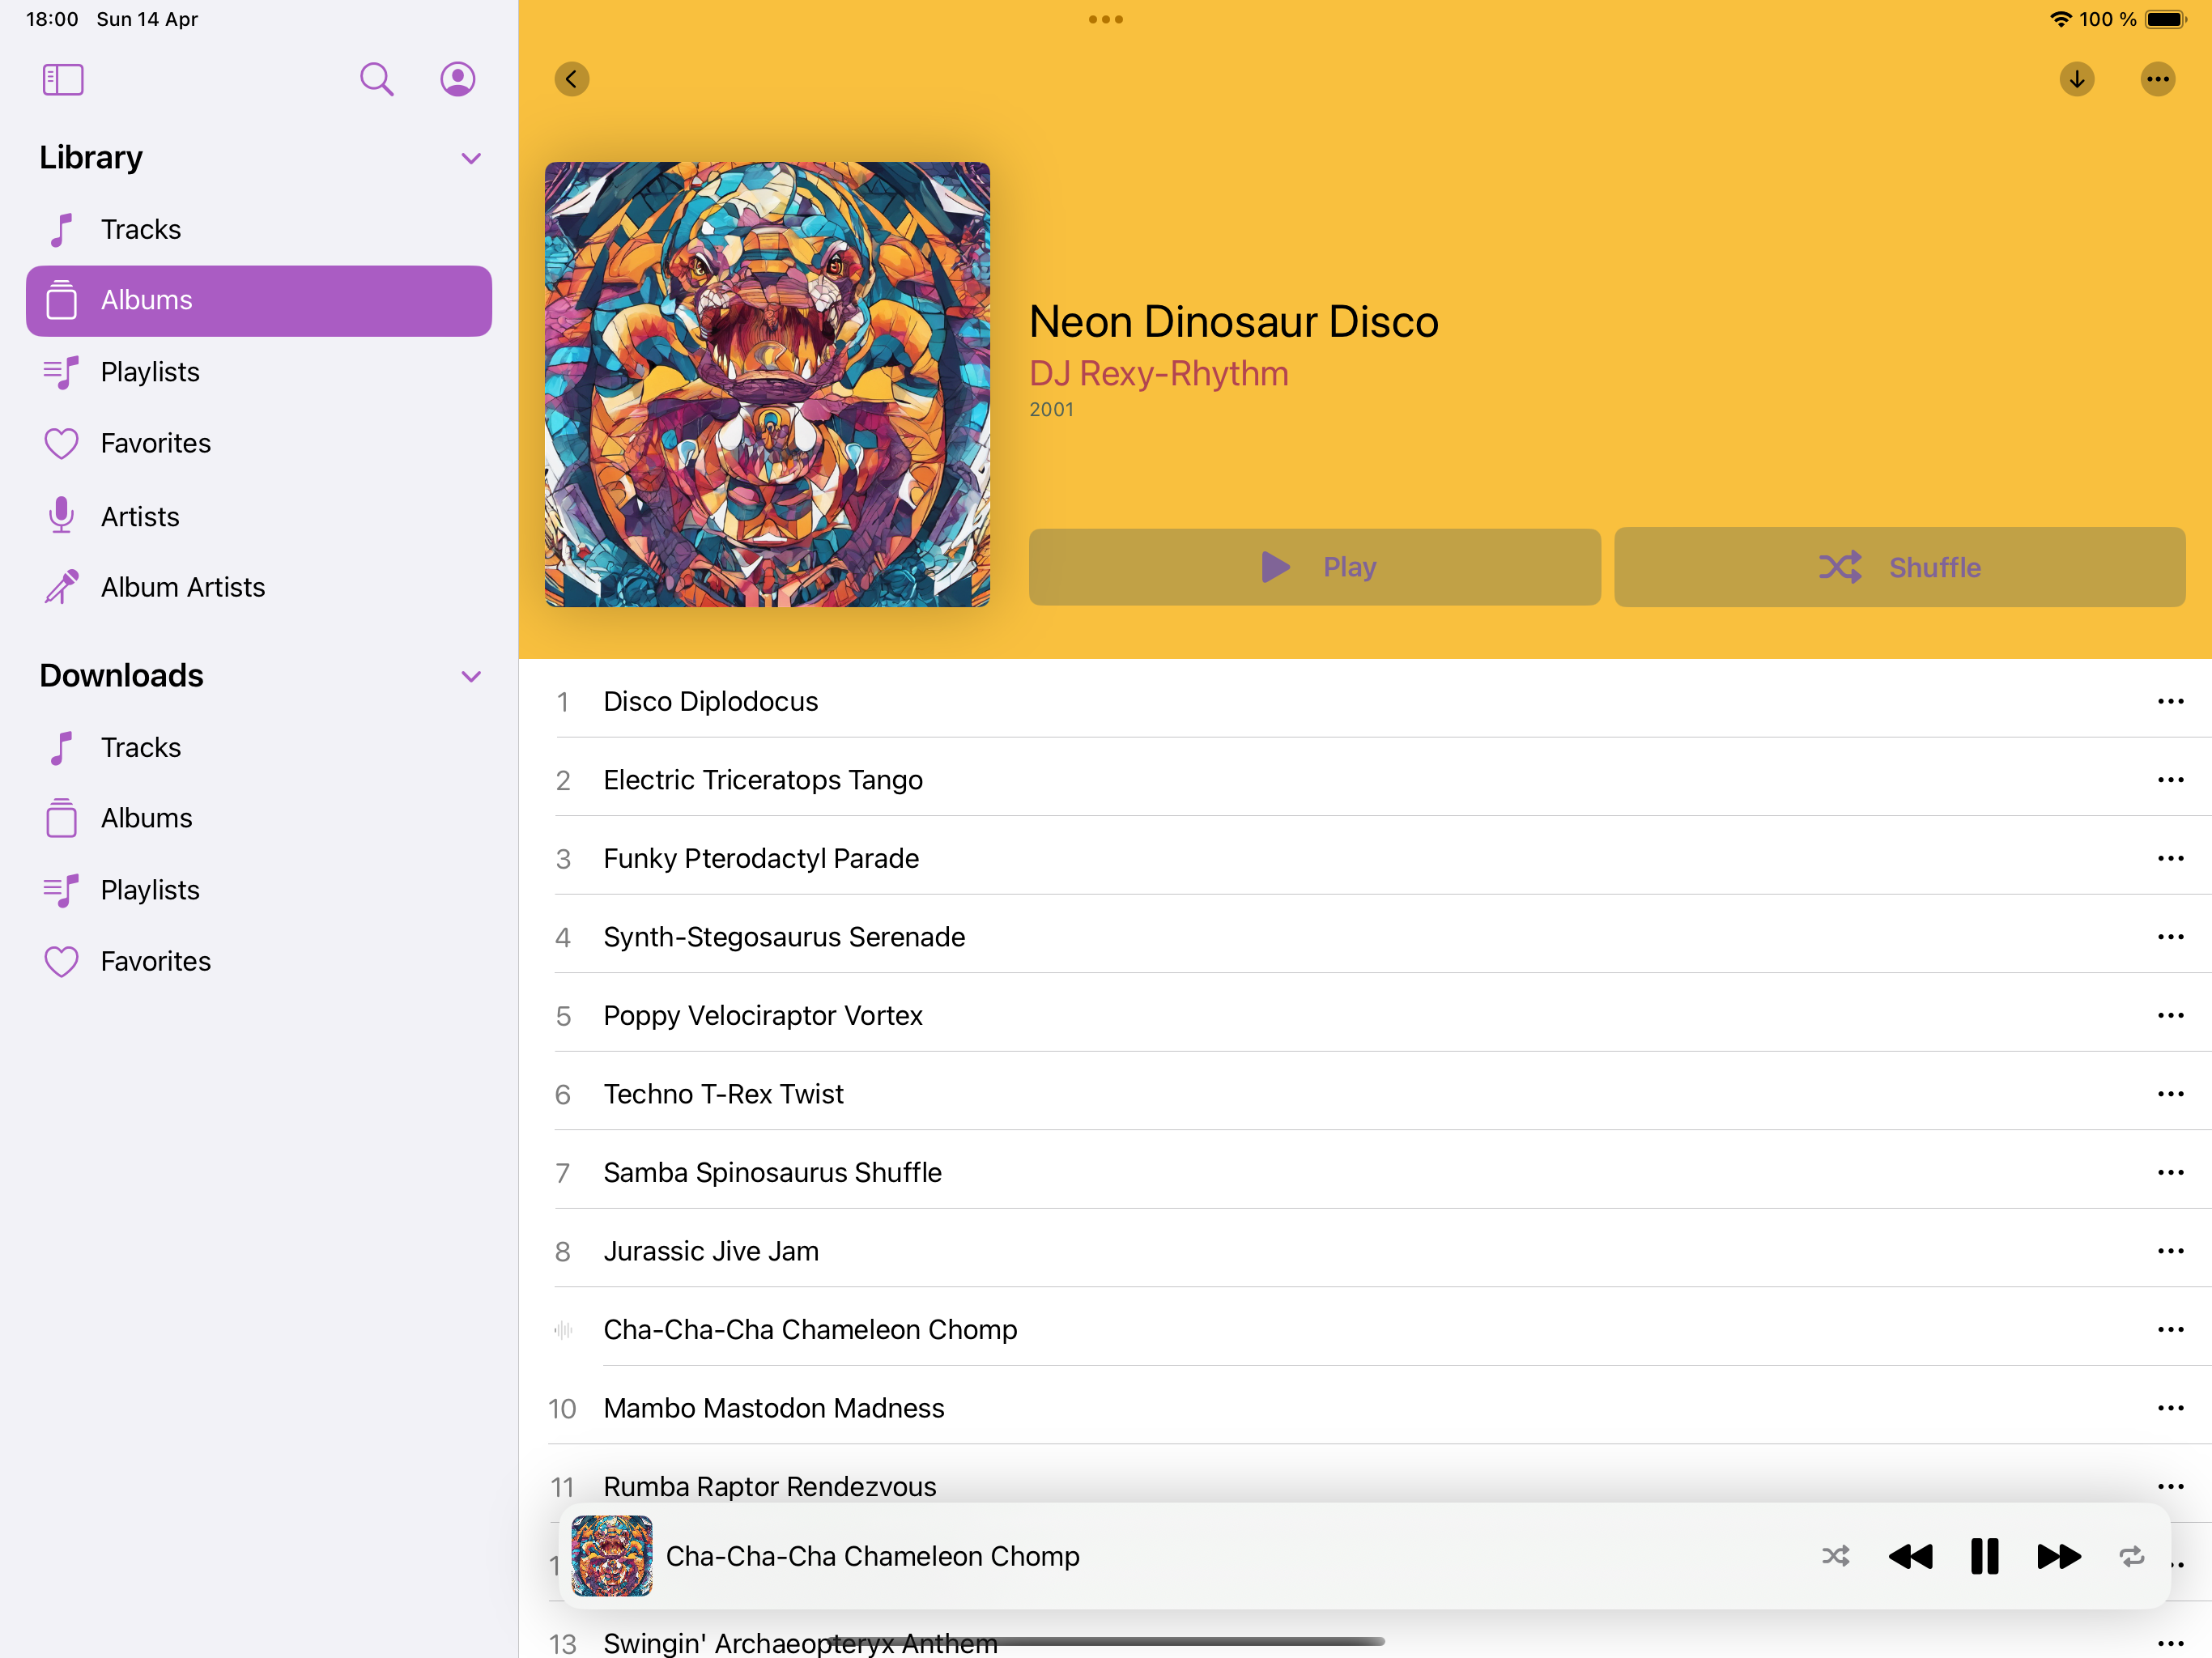 18:00 Sun 14 Apr
100 %
Library
Tracks
Albums
Playlists
Favorites
Artists
Album Artists
Downloads
Tracks
Albums
Playlists
Favorites
Neon Dinosaur Disco
DJ Rexy-Rhythm
2001
Play
Shuffle
1 Disco Diplodocus
2 Electric Triceratops Tango
3 Funky Pterodactyl Parade
4 Synth-Stegosaurus Serenade
5 Poppy Velociraptor Vortex
6 Techno T-Rex Twist
7 Samba Spinosaurus Shuffle
8 Jurassic Jive Jam
Cha-Cha-Cha Chameleon Chomp
10 Mambo Mastodon Madness
11 Rumba Raptor Rendezvous
Cha-Cha-Cha Chameleon Chomp
13 Swingin' Archaeopteryx Anthem